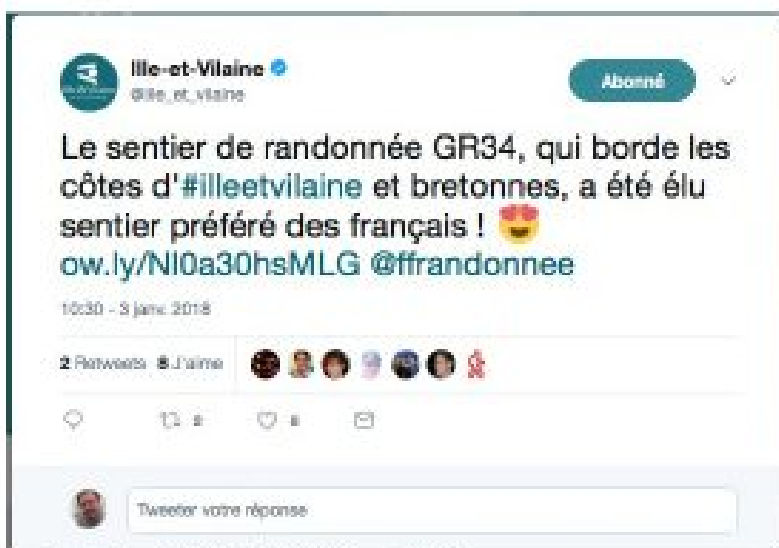 Ille-et-Vilaine
@ille_et_vilaine
Abonné
Le sentier de randonnée GR34, qui borde les
côtes d'#illeetvilaine et bretonnes, a été élu
sentier préféré des français ! 😍
ow.ly/Nl0a30hsMLG @ffrandonnee
10:30 - 3 janv. 2018
2 Retweets 8 J'aime
2 8
Tweeter votre réponse